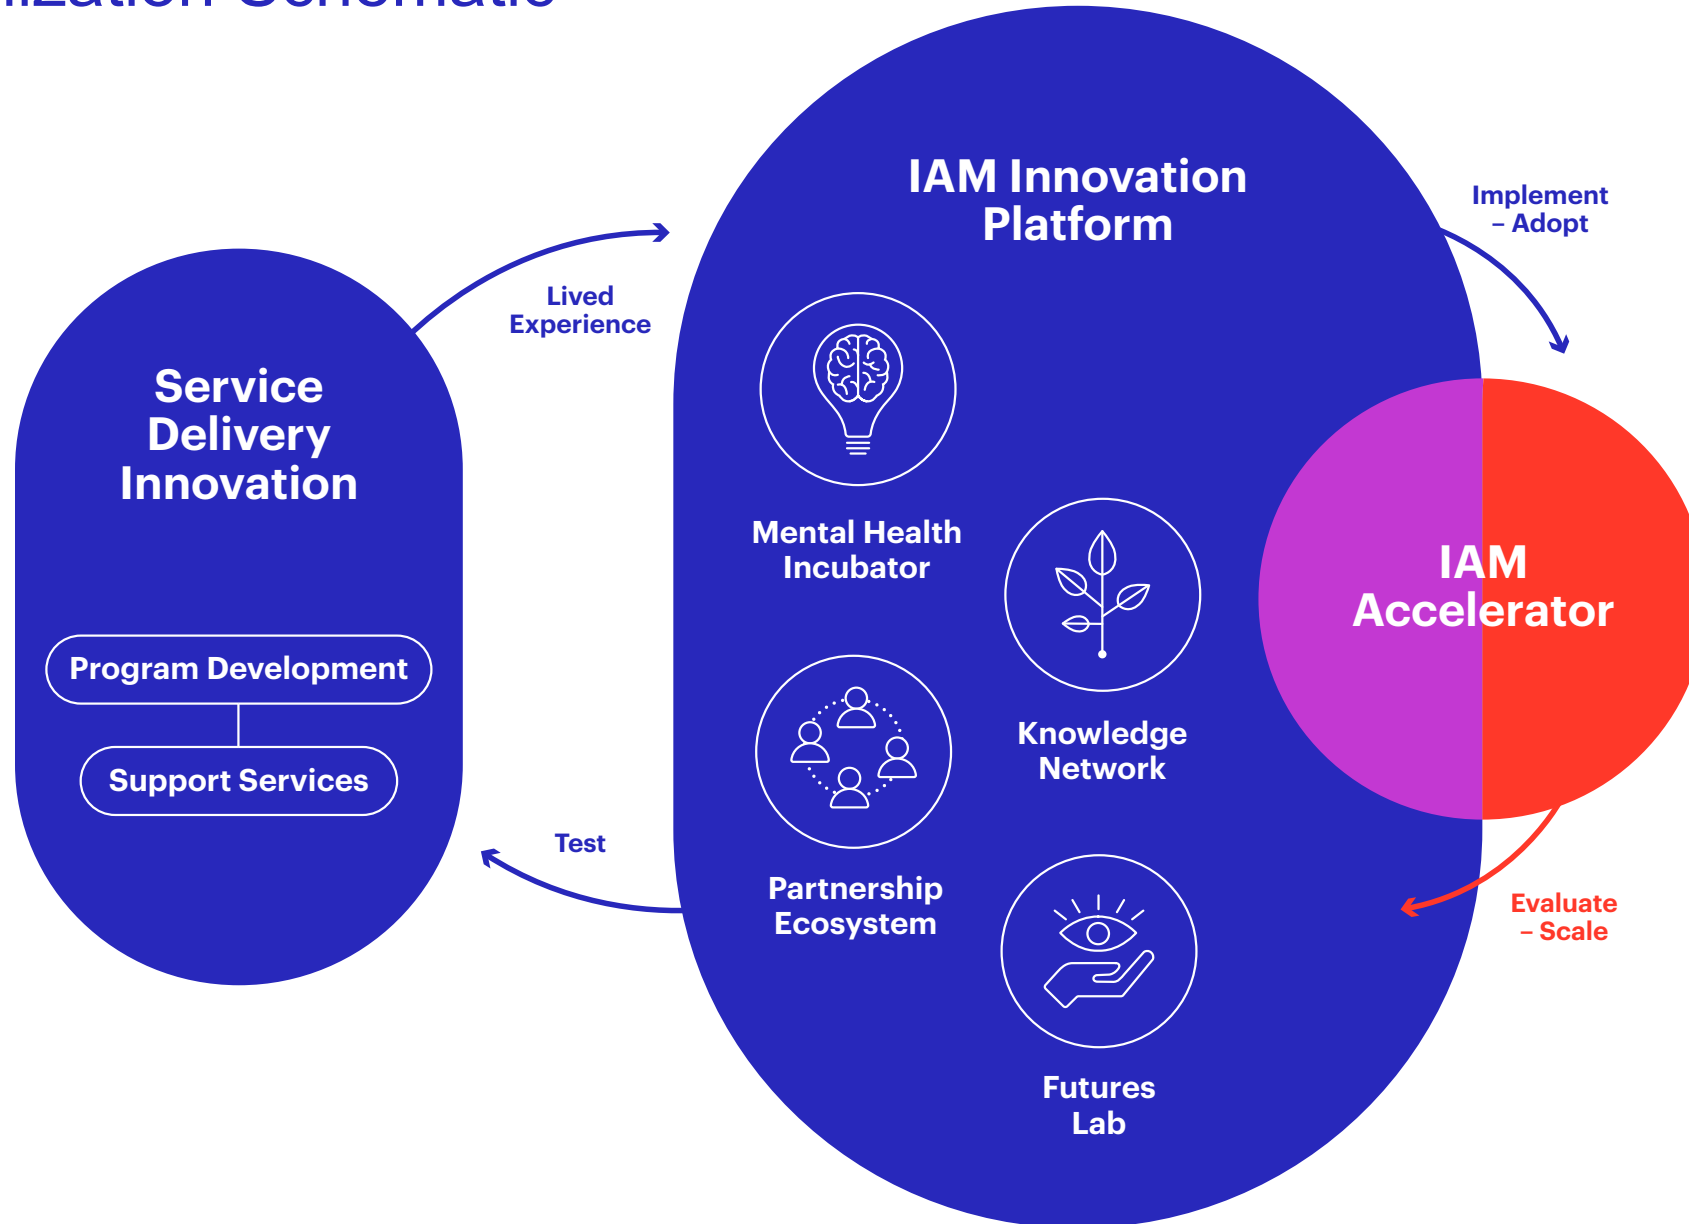 Schematic
Service
Delivery
Innovation
Program Development
Support Services
Lived
Experience
Test
IAM Innovation
Platform
Mental Health
Incubator
Knowledge
Network
Partnership
Ecosystem
Futures
Lab
Implement
– Adopt
IAM
Accelerator
Evaluate
– Scale